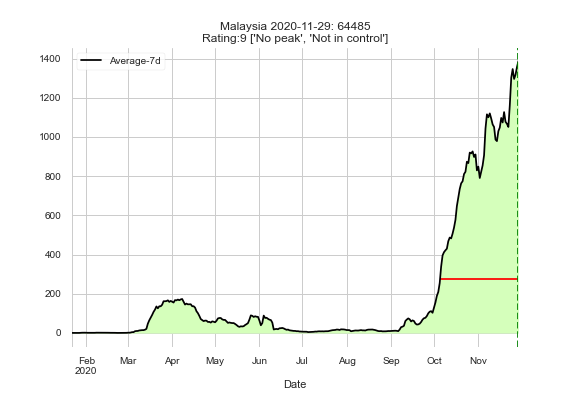 Malaysia 2020-11-29: 64485
Rating:9 ['No peak', 'Not in control']
Average-7d
1400
1200
1000
800
600
400
200
0
Feb Mar Apr May Jun Jul Aug Sep Oct Nov
2020
Date